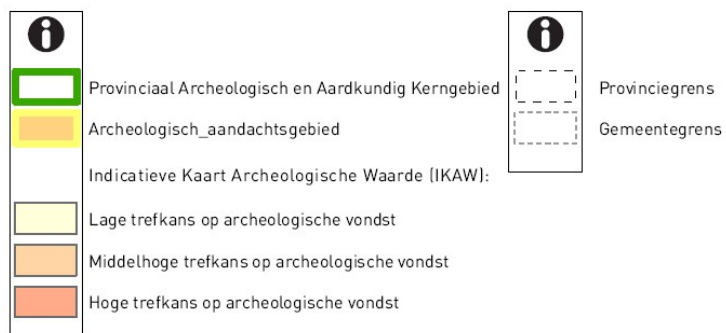 Provinciaal Archeologisch en Aardkundig Kerngebied
Archeologisch_aandachtsgebied
Indicatieve Kaart Archeologische Waarde (IKAW):
Lage trefkans op archeologische vondst
Middelhoge trefkans op archeologische vondst
Hoge trefkans op archeologische vondst
Provinciegrens
Gemeentegrens